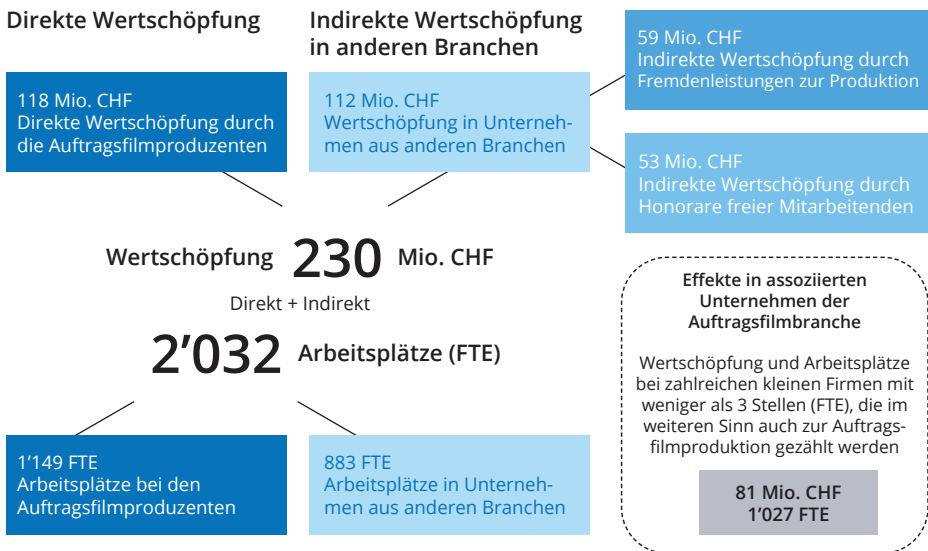 Direkte Wertschöpfung
118 Mio. CHF
Direkte Wertschöpfung durch
die Auftragsfilmproduzenten
Indirekte Wertschöpfung
in anderen Branchen
112 Mio. CHF
Wertschöpfung in Unterneh-
men aus anderen Branchen
59 Mio. CHF
Indirekte Wertschöpfung durch
Fremdenleistungen zur Produktion
53 Mio. CHF
Indirekte Wertschöpfung durch
Honorare freier Mitarbeitenden
Wertschöpfung 230 Mio. CHF
Direkt + Indirekt
2’032 Arbeitsplätze (FTE)
1’149 FTE
Arbeitsplätze bei den
Auftragsfilmproduzenten
883 FTE
Arbeitsplätze in Unterneh-
men aus anderen Branchen
Effekte in assoziierten
Unternehmen der
Auftragsfilmbranche
Wertschöpfung und Arbeitsplätze
bei zahlreichen kleinen Firmen mit
weniger als 3 Stellen (FTE), die im
weiteren Sinn auch zur Auftrags-
filmproduktion gezählt werden
81 Mio. CHF
1’027 FTE